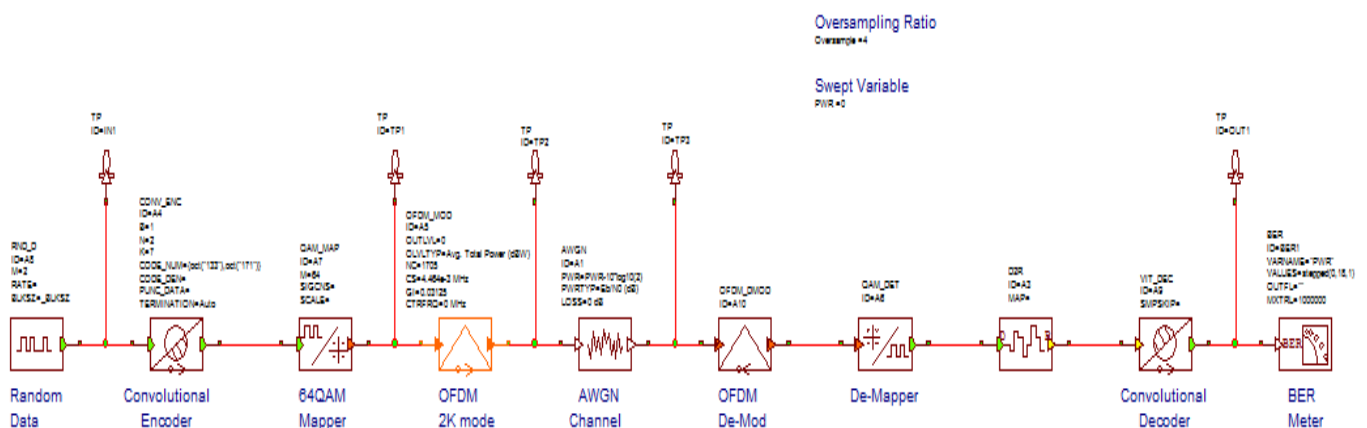 Oversampling Ratio
Oversample=4
Swept Variable
PWR=0
TP
ID=IN1
TP
ID=TP1
TP
ID=TP2
TP
ID=TP3
TP
ID=OUT1
RND_D
ID=A8
M=2
RATE=
BLKSZ=_BLKSZ
CONV_ENC
ID=A4
B=1
N=2
K=7
CODE_NUM={oct("133"),oct("171")}
CODE_DEN=
PUNC_DATA=
TERMINATION=Auto
QAM_MAP
ID=A7
M=64
SIGCNS=
SCALE=
OFDM_MOD
ID=A5
OUTLVL=0
OLVLTYP=Avg. Total Power (dBW)
NC=1705
CS=4.464e-3 MHz
GI=0.03125
CTRFRQ=0 MHz
AWGN
ID=A1
PWR=PWR-10*log10(2)
PWRTYP=Eb/N0 (dB)
LOSS=0 dB
OFDM_DMOD
ID=A10
QAM_DET
ID=A6
D2R
ID=A3
MAP=
VIT_DEC
ID=A9
SMPSKIP=
BER
ID=BER1
VARNAME="PWR"
VALUES=stepped(0,18,1)
OUTFL=""
MXTRL=1000000
BER
Random
Data
Convolutional
Encoder
64QAM
Mapper
OFDM
2K mode
AWGN
Channel
OFDM
De-Mod
De-Mapper
Convolutional
Decoder
BER
Meter